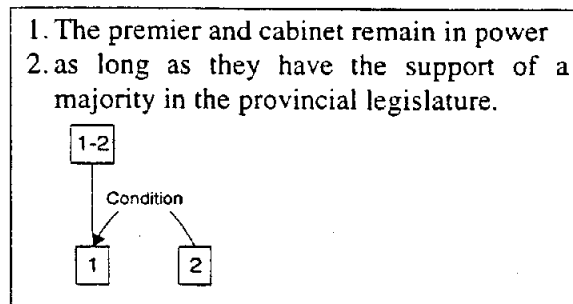 1. The premier and cabinet remain in power
2. as long as they have the support of a
majority in the provincial legislature.
1-2
Condition
1
2